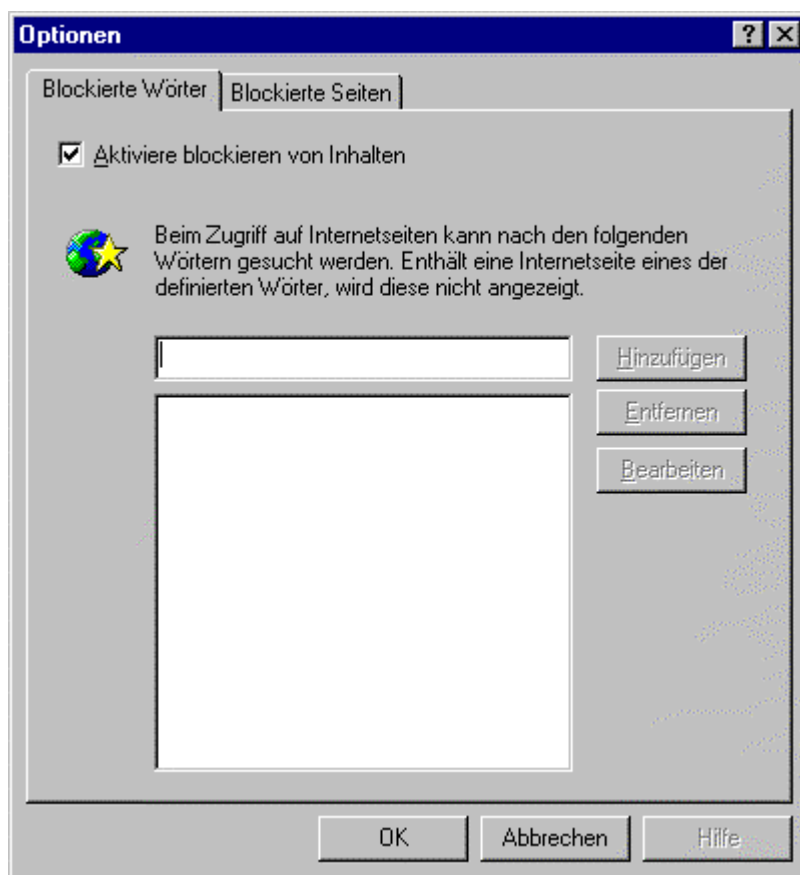 Optionen
Blockierte Wörter
Blockierte Seiten
Aktiviere blockieren von Inhalten
Beim Zugriff auf Internetseiten kann nach den folgenden
Wörtern gesucht werden. Enthält eine Internetseite eines der
definierten Wörter, wird diese nicht angezeigt.
Hinzufügen
Entfernen
Bearbeiten
OK
Abbrechen
Hilfe